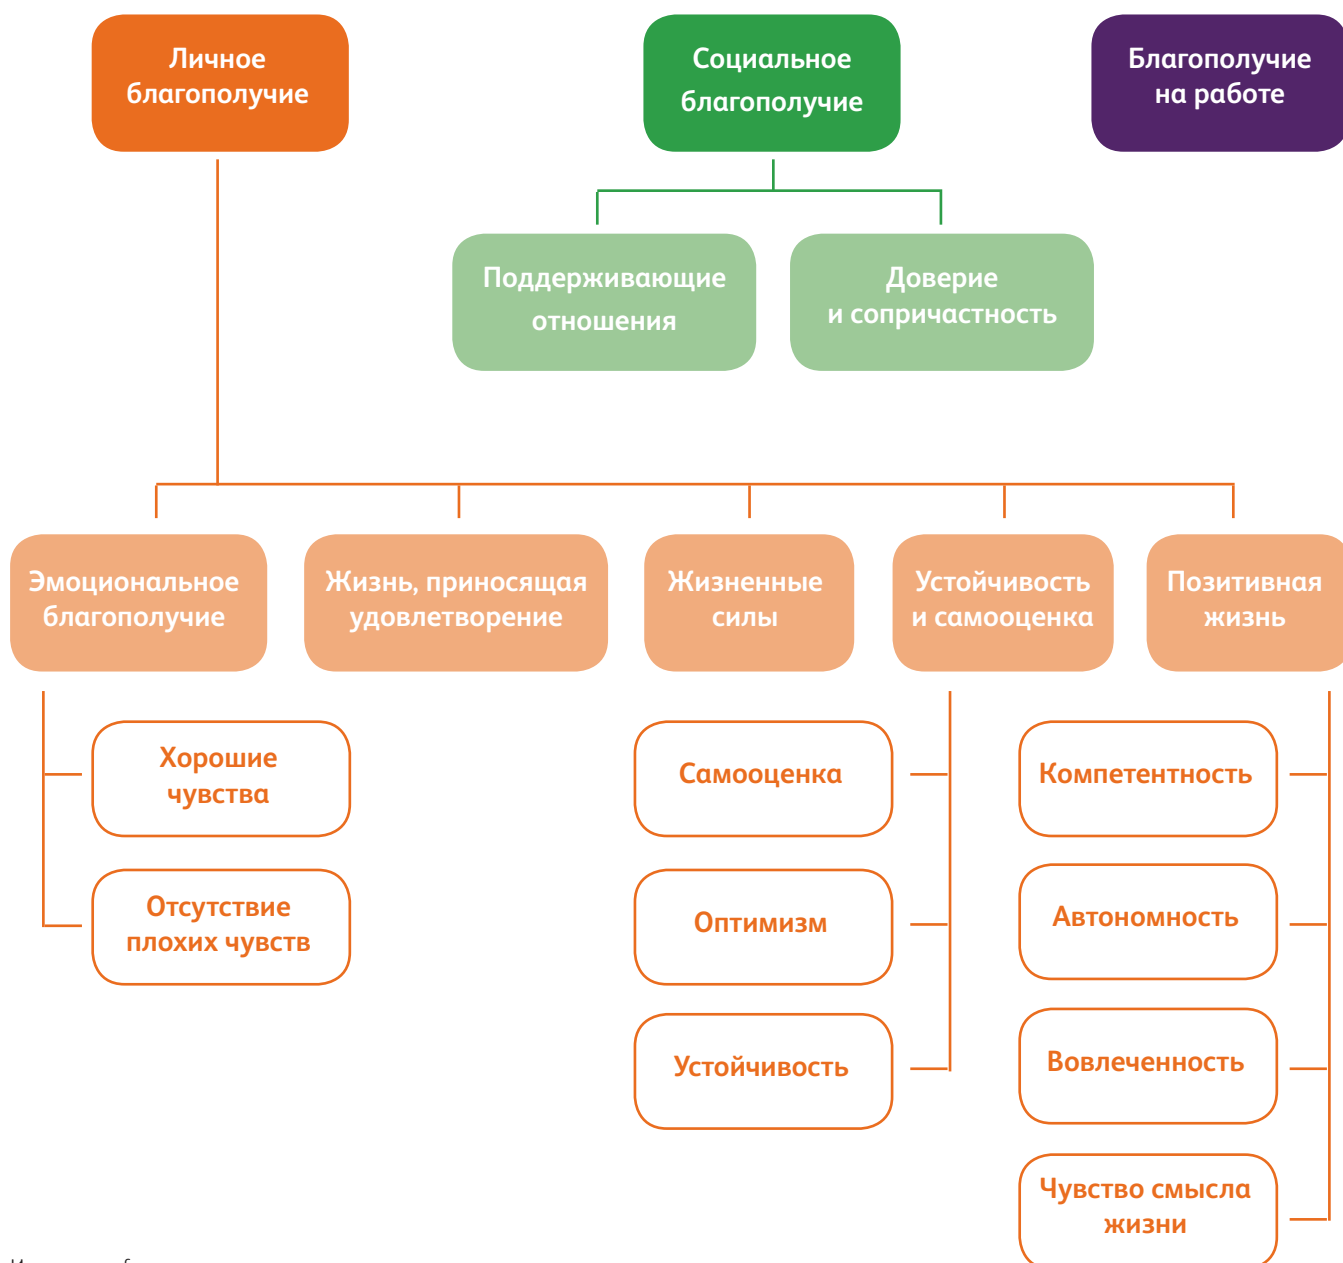 Личное
благополучие
Социальное
благополучие
Благополучие
на работе
Поддерживающие
отношения
Доверие
и сопричастность
Эмоциональное
благополучие
Жизнь, приносящая
удовлетворение
Жизненные
силы
Устойчивость
и самооценка
Позитивная
жизнь
Хорошие
чувства
Отсутствие
плохих чувств
Самооценка
Оптимизм
Устойчивость
Компетентность
Автономность
Вовлеченность
Чувство смысла
жизни